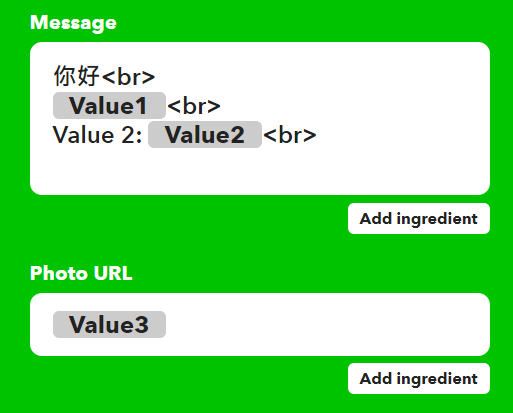 Message
你好<br>
Value1 <br>
Value 2: Value2 <br>
Add ingredient
Photo URL
Value3
Add ingredient